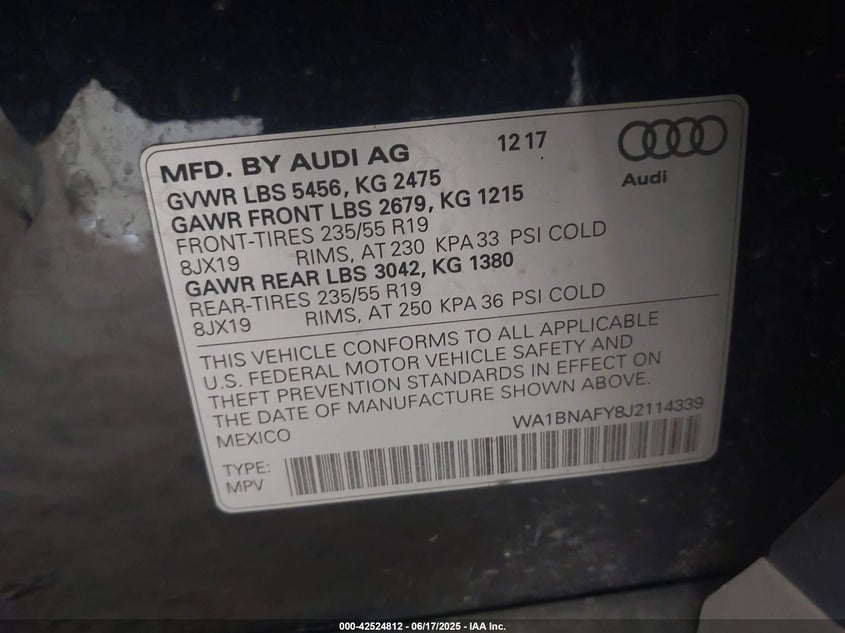 MFD. BY AUDI AG 12 17
Audi
GVWR LBS 5456, KG 2475
GAWR FRONT LBS 2679, KG 1215
FRONT-TIRES 235/55 R19
8JX19 RIMS, AT 230 KPA 33 PSI COLD
GAWR REAR LBS 3042, KG 1380
REAR-TIRES 235/55 R19
8JX19 RIMS, AT 250 KPA 36 PSI COLD
THIS VEHICLE CONFORMS TO ALL APPLICABLE
U.S. FEDERAL MOTOR VEHICLE SAFETY AND
THEFT PREVENTION STANDARDS IN EFFECT ON
THE DATE OF MANUFACTURE SHOWN ABOVE.
MEXICO WA1BNAFY8J2114339
TYPE:
MPV
000-42524812 - 06/17/2025 - IAA Inc.